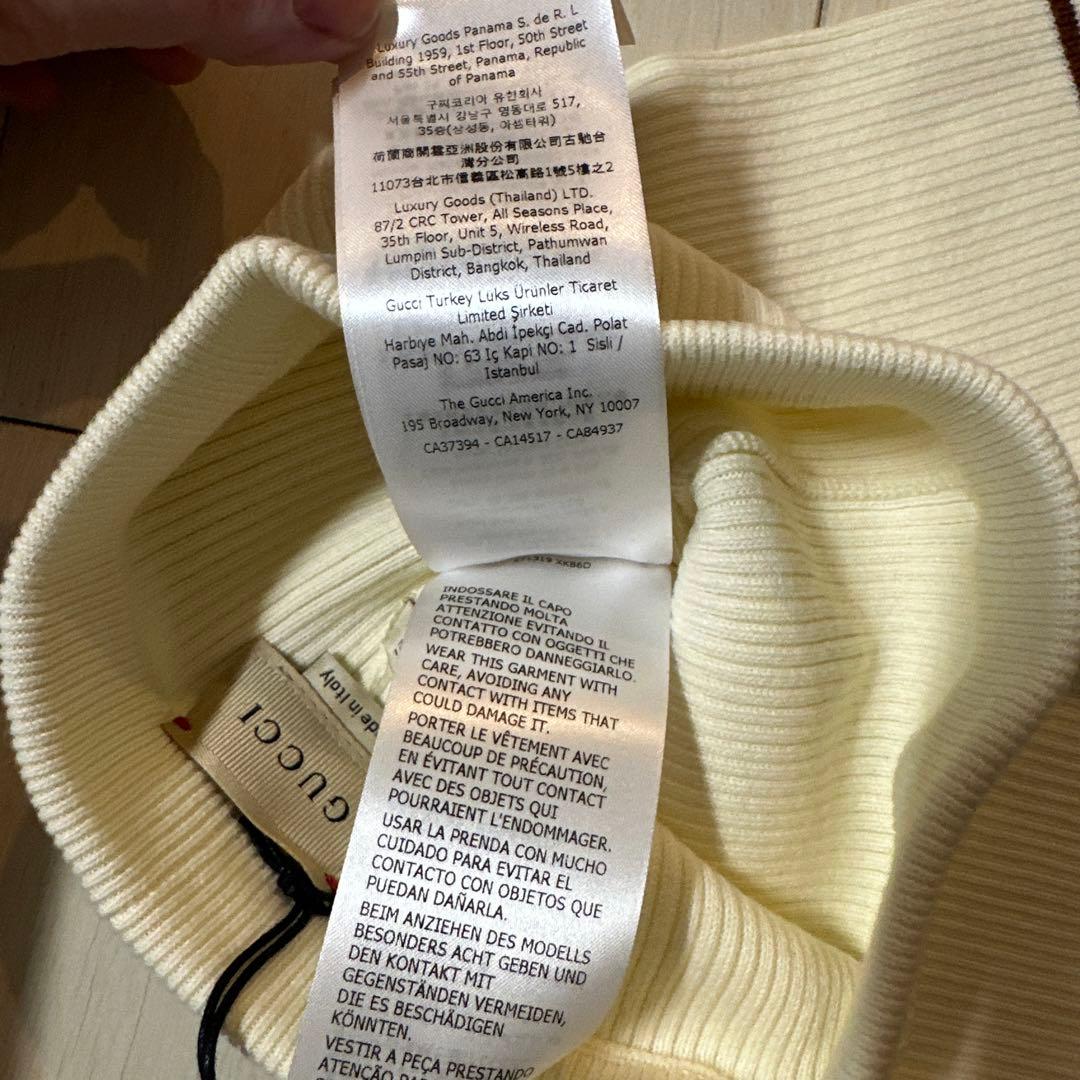 Luxury Goods Panama S. de R. L
Building 1959, 1st Floor, 50th Street
and 55th Street, Panama, Republic
of Panama
구찌코리아 유한회사
서울특별시 강남구 영동대로 517,
35층(삼성동, 아셈타워)
荷蘭商開雲亞洲股份有限公司古馳台
灣分公司
11073台北市信義區松高路1號5樓之2
Luxury Goods (Thailand) LTD.
87/2 CRC Tower, All Seasons Place,
35th Floor, Unit 5, Wireless Road,
Lumpini Sub-District, Pathumwan
District, Bangkok, Thailand
Gucci Turkey Luks Ürünler Ticaret
Limited Şirketi
Harbiye Mah. Abdi İpekçi Cad. Polat
Pasaj NO: 63 Iç Kapi NO: 1 Sisli /
Istanbul
The Gucci America Inc.
195 Broadway, New York, NY 10007
CA37394 - CA14517 - CA84937
XKB6D
INDOSSARE IL CAPO
PRESTANDO MOLTA
ATTENZIONE EVITANDO IL
CONTATTO CON OGGETTI CHE
POTREBBERO DANNEGGIARLO.
WEAR THIS GARMENT WITH
CARE, AVOIDING ANY
CONTACT WITH ITEMS THAT
COULD DAMAGE IT.
PORTER LE VÊTEMENT AVEC
BEAUCOUP DE PRÉCAUTION,
EN ÉVITANT TOUT CONTACT
AVEC DES OBJETS QUI
POURRAIENT L'ENDOMMAGER.
USAR LA PRENDA CON MUCHO
CUIDADO PARA EVITAR EL
CONTACTO CON OBJETOS QUE
PUEDAN DAÑARLA.
BEIM ANZIEHEN DES MODELLS
BESONDERS ACHT GEBEN UND
DEN KONTAKT MIT
GEGENSTÄNDEN VERMEIDEN,
DIE ES BESCHÄDIGEN
KÖNNTEN.
VESTIR A PEÇA PRESTANDO
ATENÇÃO
GUCCI
de in Italy